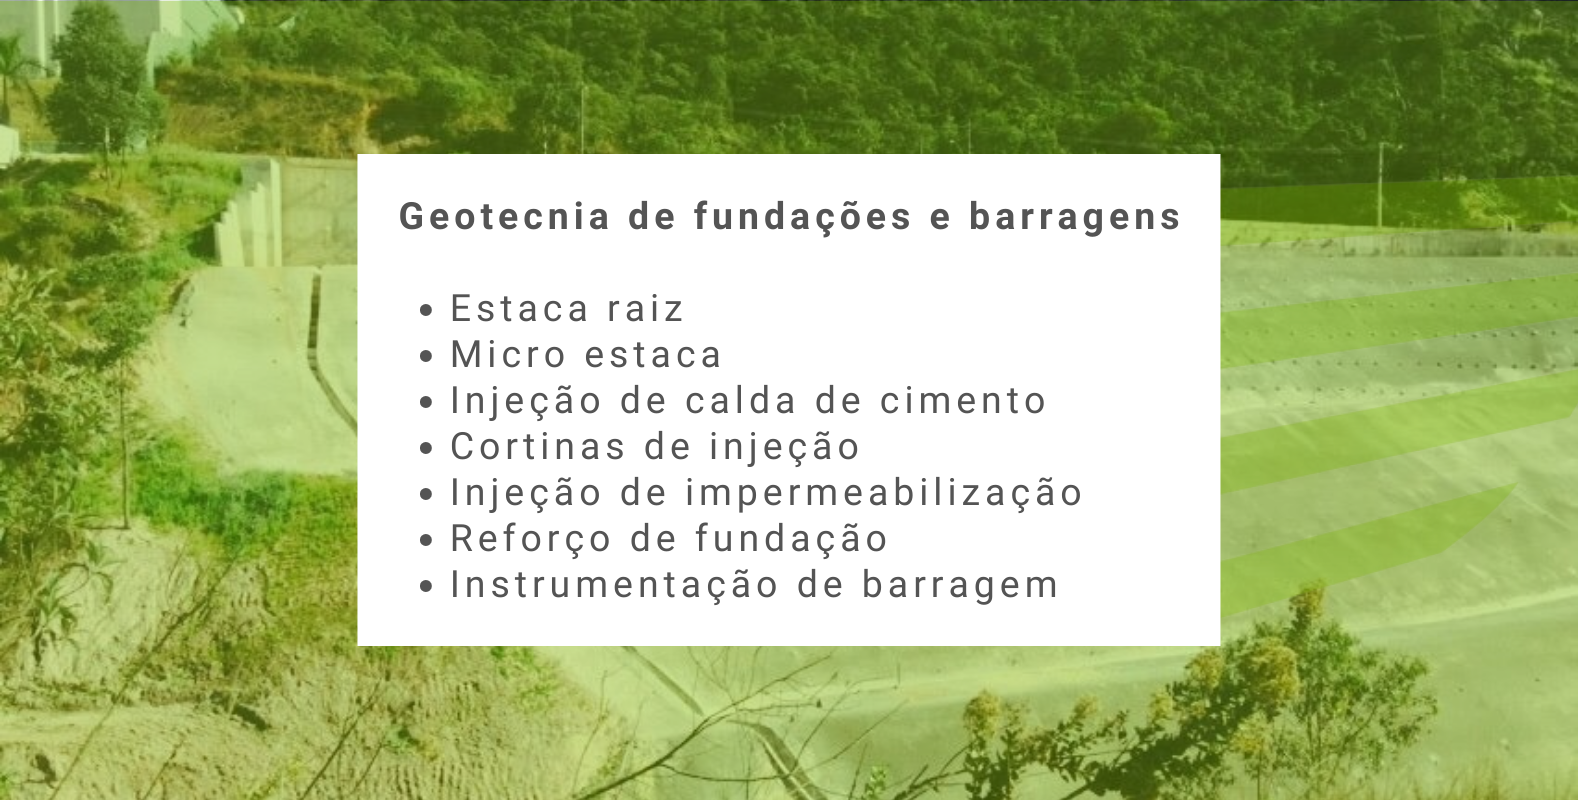 Geotecnia de fundações e barragens
• Estaca raiz
• Micro estaca
• Injeção de calda de cimento
• Cortinas de injeção
• Injeção de impermeabilização
• Reforço de fundação
• Instrumentação de barragem